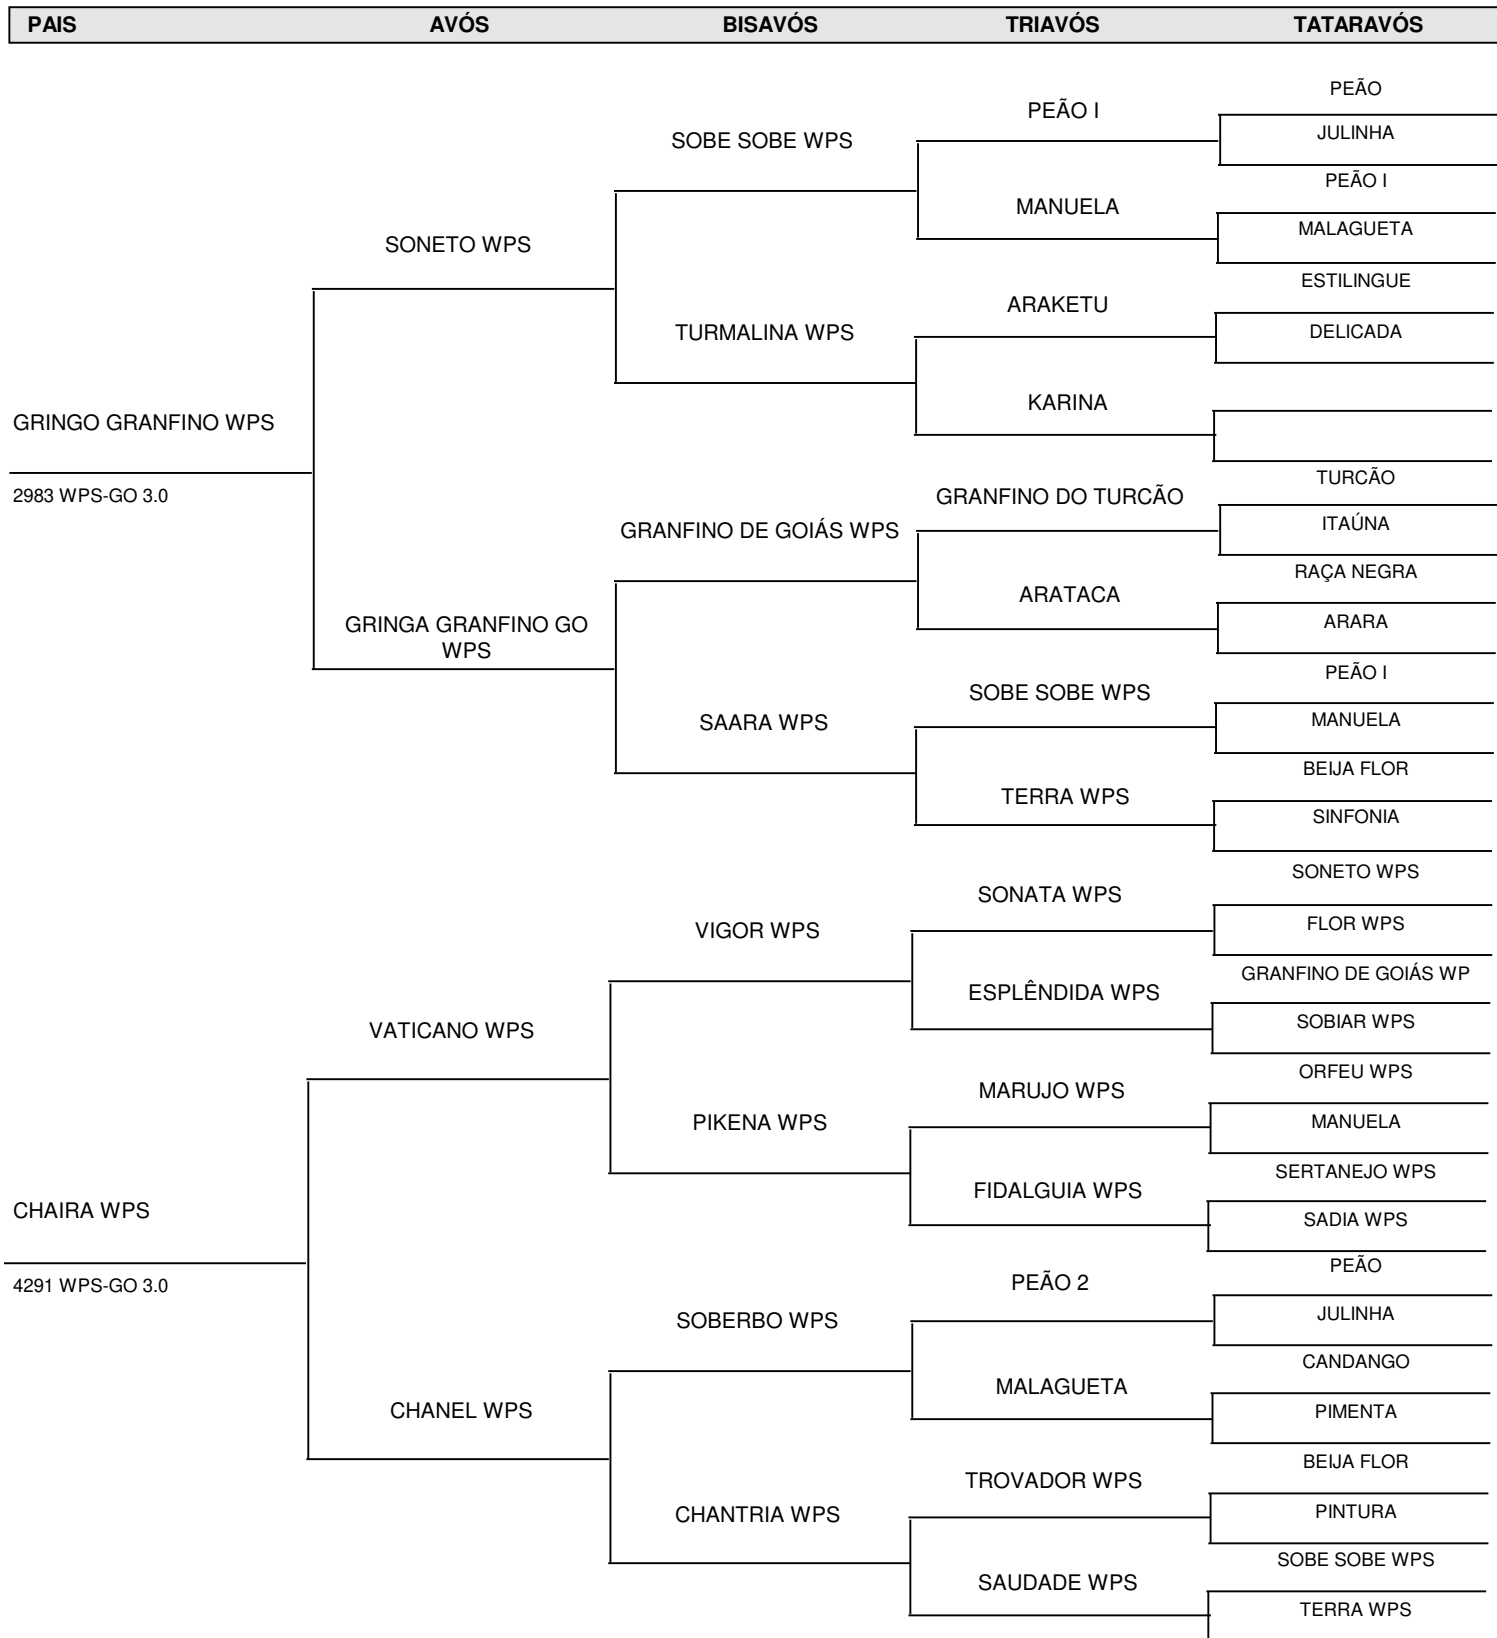 PAIS AVÓS BISAVÓS TRIAVÓS TATARAVÓS
PEÃO
PEÃO I
JULINHA
SOBE SOBE WPS
PEÃO I
MANUELA
MALAGUETA
SONETO WPS
ESTILINGUE
ARAKETU
DELICADA
TURMALINA WPS
KARINA
GRINGO GRANFINO WPS
TURCÃO
2983 WPS-GO 3.0
GRANFINO DO TURCÃO
ITAÚNA
GRANFINO DE GOIÁS WPS
RAÇA NEGRA
ARATACA
ARARA
GRINGA GRANFINO GO
WPS
PEÃO I
SOBE SOBE WPS
MANUELA
SAARA WPS
BEIJA FLOR
TERRA WPS
SINFONIA
SONETO WPS
SONATA WPS
FLOR WPS
VIGOR WPS
GRANFINO DE GOIÁS WP
ESPLÊNDIDA WPS
SOBIAR WPS
VATICANO WPS
ORFEU WPS
MARUJO WPS
MANUELA
PIKENA WPS
SERTANEJO WPS
FIDALGUIA WPS
CHAIRA WPS
SADIA WPS
PEÃO
4291 WPS-GO 3.0
PEÃO 2
JULINHA
SOBERBO WPS
CANDANGO
MALAGUETA
CHANEL WPS
PIMENTA
BEIJA FLOR
TROVADOR WPS
PINTURA
CHANTRIA WPS
SOBE SOBE WPS
SAUDADE WPS
TERRA WPS